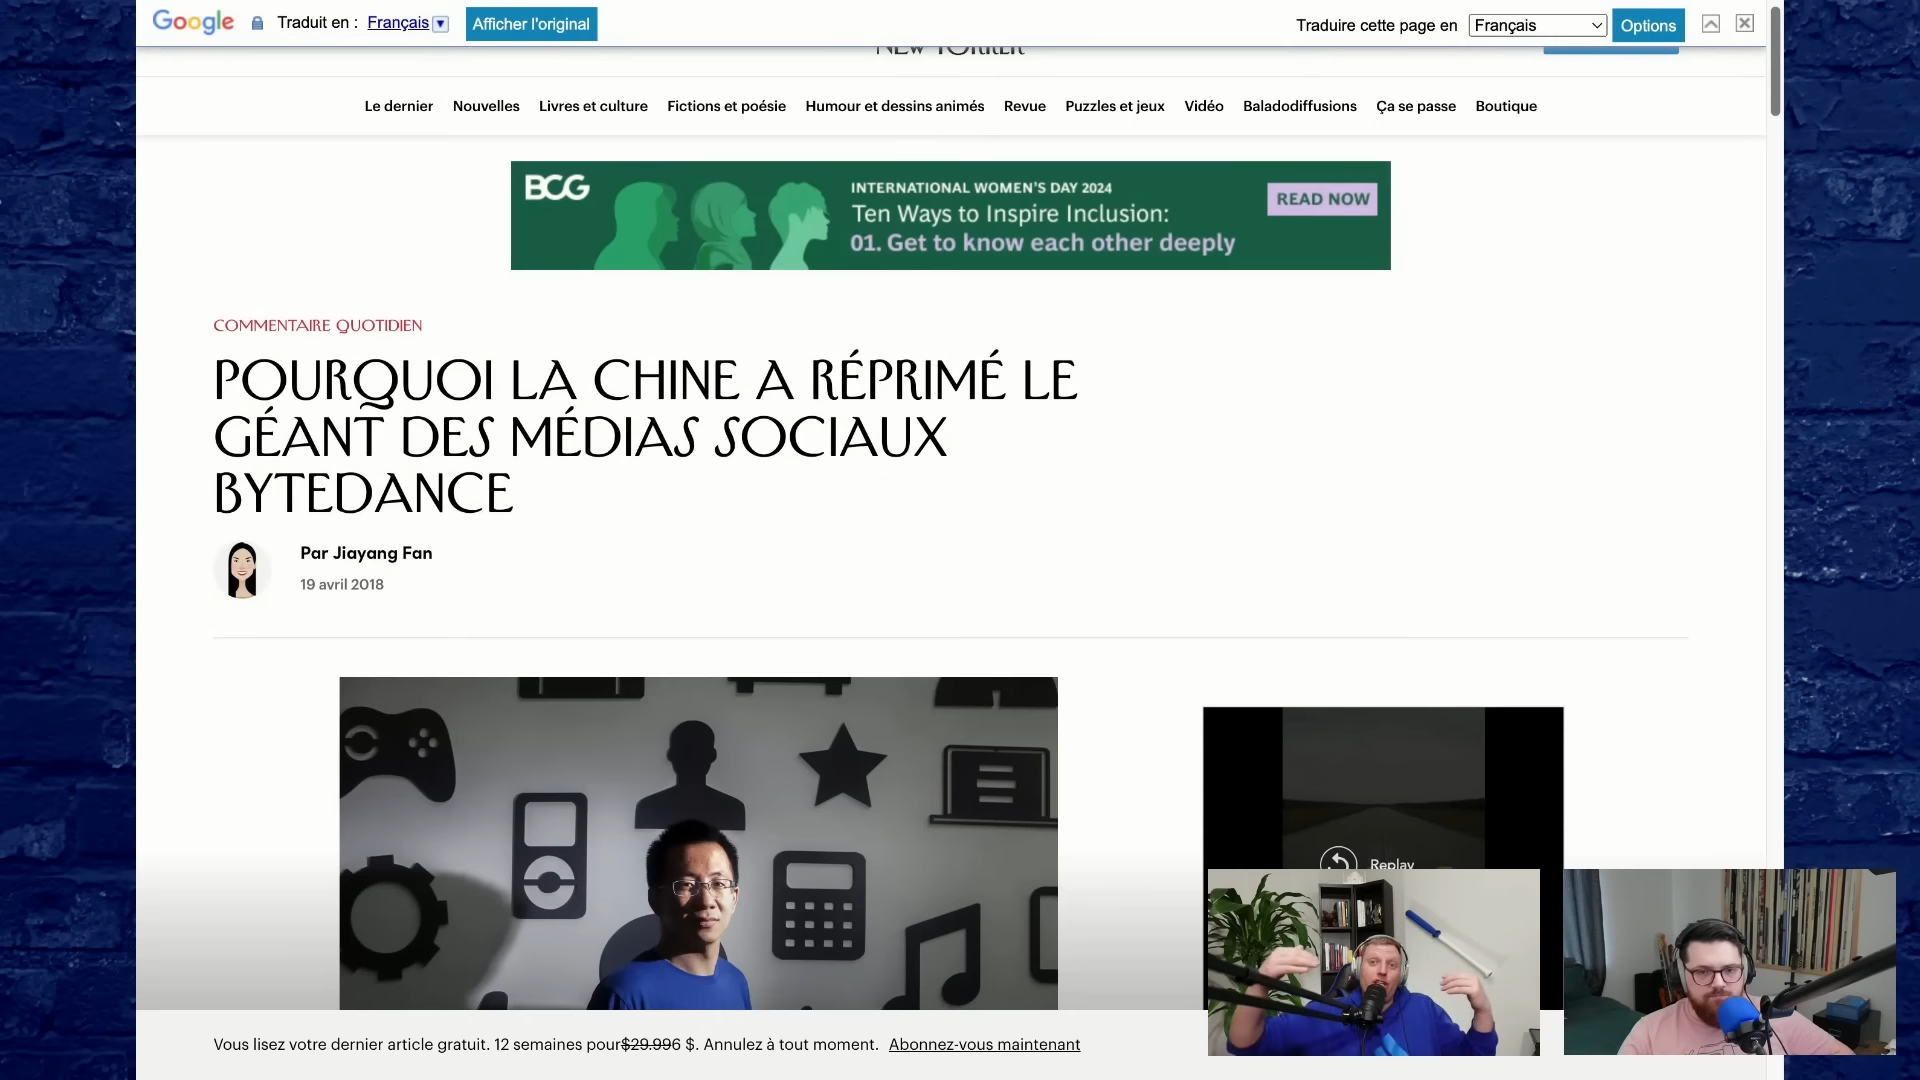 Google Traduit en : Français Afficher l'original Traduire cette page en Français Options
NEW YORKER
Le dernier Nouvelles Livres et culture Fictions et poésie Humour et dessins animés Revue Puzzles et jeux Vidéo Baladodiffusions Ça se passe Boutique
BCG
INTERNATIONAL WOMEN'S DAY 2024
Ten Ways to Inspire Inclusion:
01. Get to know each other deeply
READ NOW
COMMENTAIRE QUOTIDIEN
POURQUOI LA CHINE A RÉPRIMÉ LE
GÉANT DES MÉDIAS SOCIAUX
BYTEDANCE
Par Jiayang Fan
19 avril 2018
Replay
Vous lisez votre dernier article gratuit. 12 semaines pour$29.996 $. Annulez à tout moment. Abonnez-vous maintenant